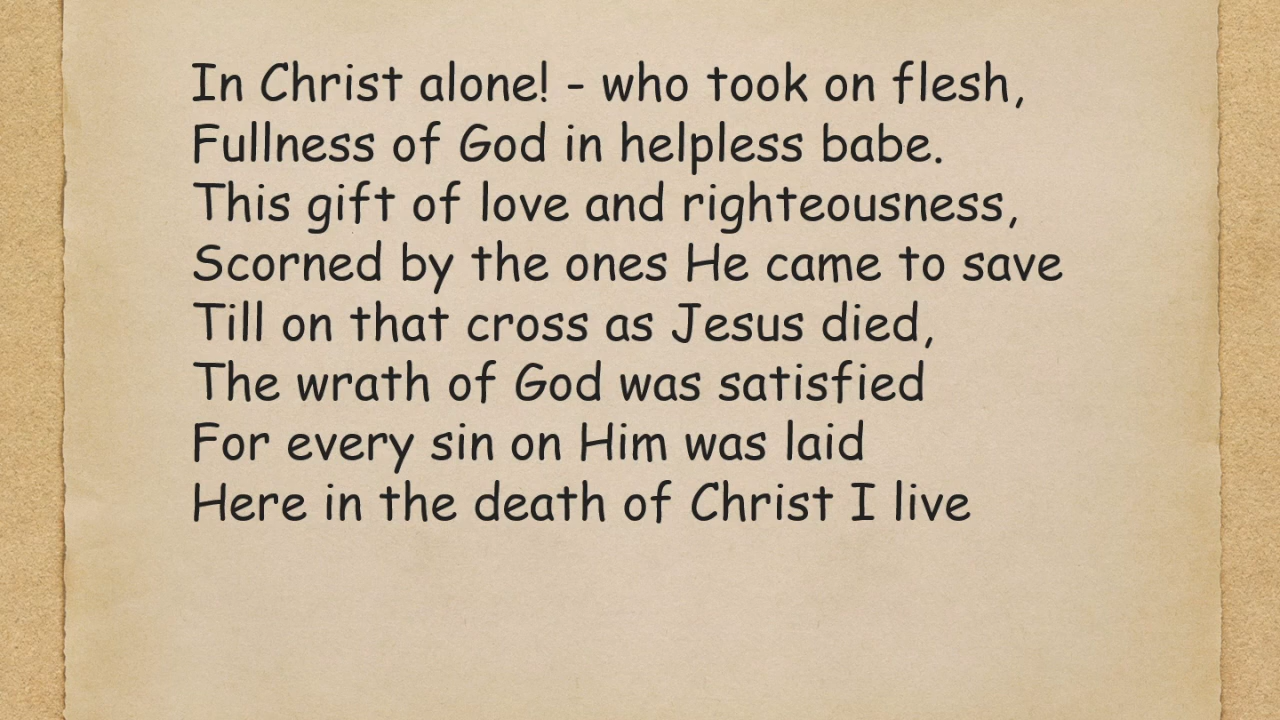 In Christ alone! - who took on flesh,
Fullness of God in helpless babe.
This gift of love and righteousness,
Scorned by the ones He came to save
Till on that cross as Jesus died,
The wrath of God was satisfied
For every sin on Him was laid
Here in the death of Christ I live